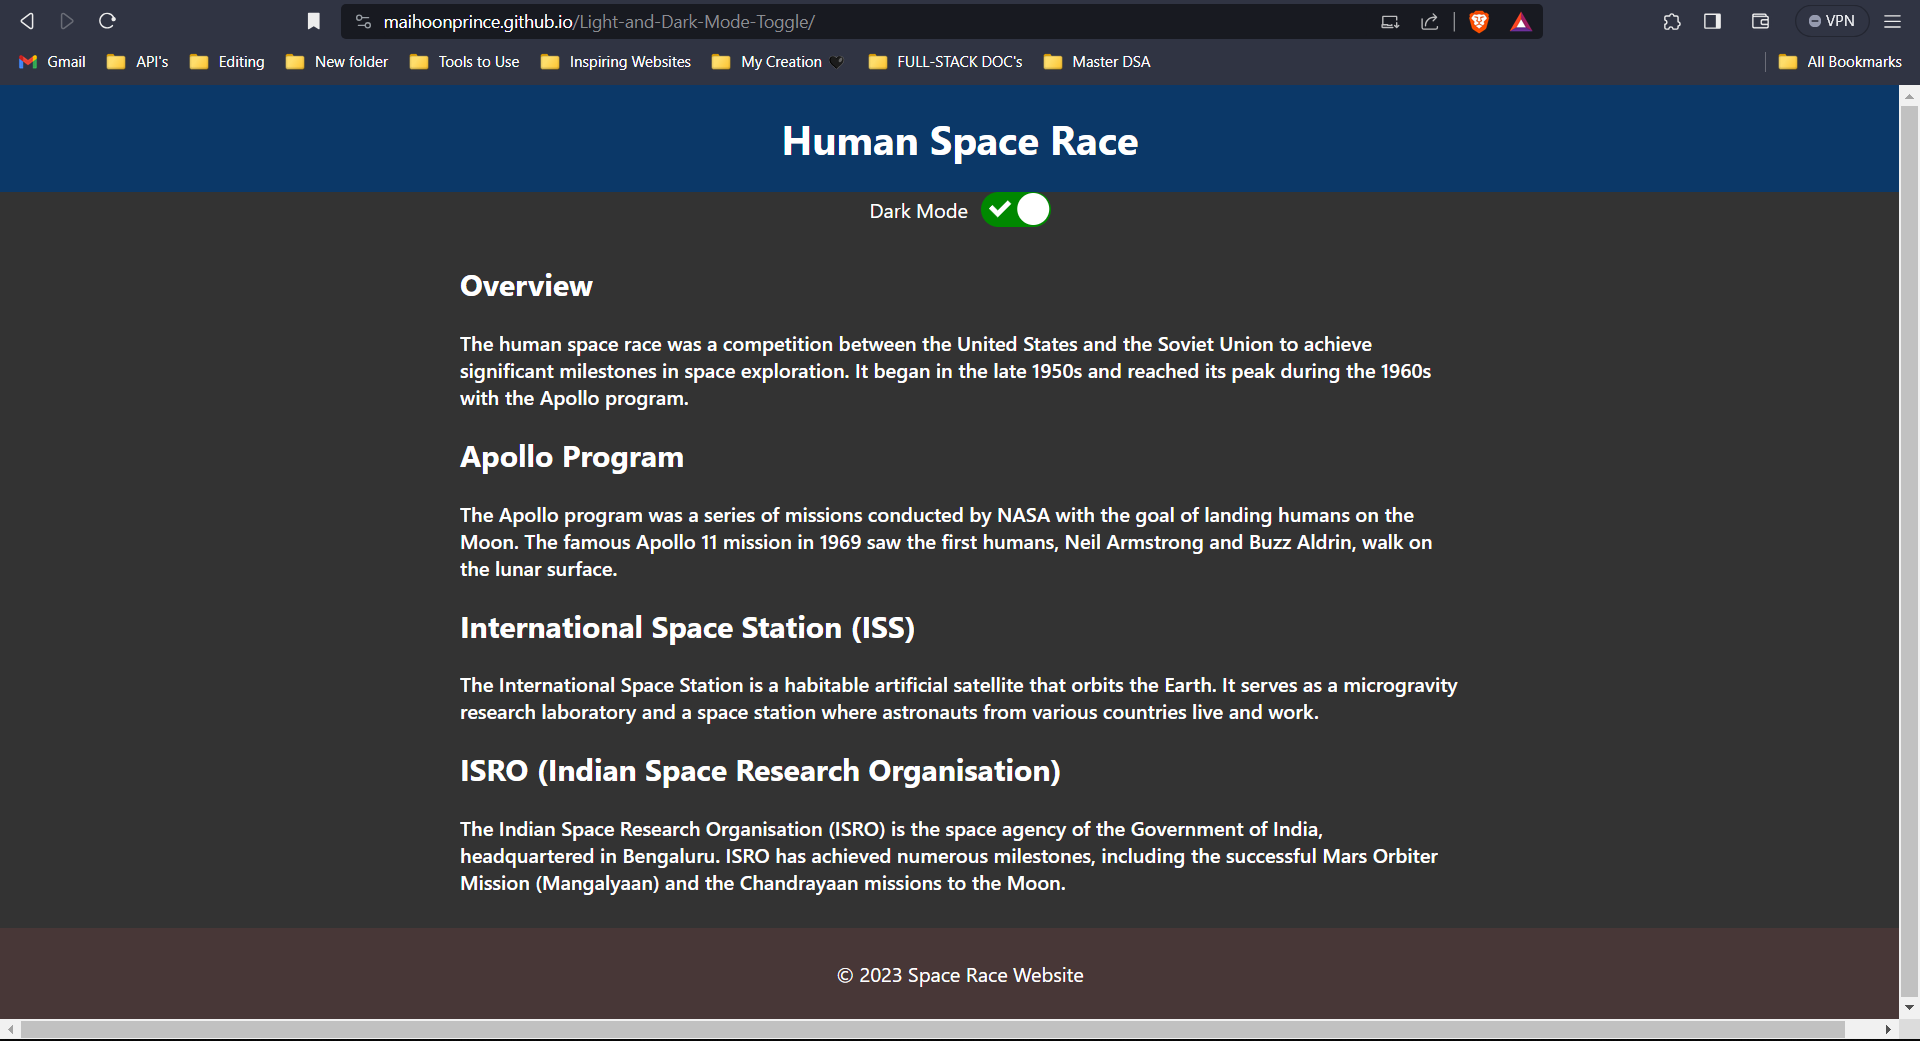 maihoonprince.github.io/Light-and-Dark-Mode-Toggle/
VPN
Gmail
API's
Editing
New folder
Tools to Use
Inspiring Websites
My Creation 🖤
FULL-STACK DOC's
Master DSA
All Bookmarks
Human Space Race
Dark Mode
Overview
The human space race was a competition between the United States and the Soviet Union to achieve
significant milestones in space exploration. It began in the late 1950s and reached its peak during the 1960s
with the Apollo program.
Apollo Program
The Apollo program was a series of missions conducted by NASA with the goal of landing humans on the
Moon. The famous Apollo 11 mission in 1969 saw the first humans, Neil Armstrong and Buzz Aldrin, walk on
the lunar surface.
International Space Station (ISS)
The International Space Station is a habitable artificial satellite that orbits the Earth. It serves as a microgravity
research laboratory and a space station where astronauts from various countries live and work.
ISRO (Indian Space Research Organisation)
The Indian Space Research Organisation (ISRO) is the space agency of the Government of India,
headquartered in Bengaluru. ISRO has achieved numerous milestones, including the successful Mars Orbiter
Mission (Mangalyaan) and the Chandrayaan missions to the Moon.
© 2023 Space Race Website